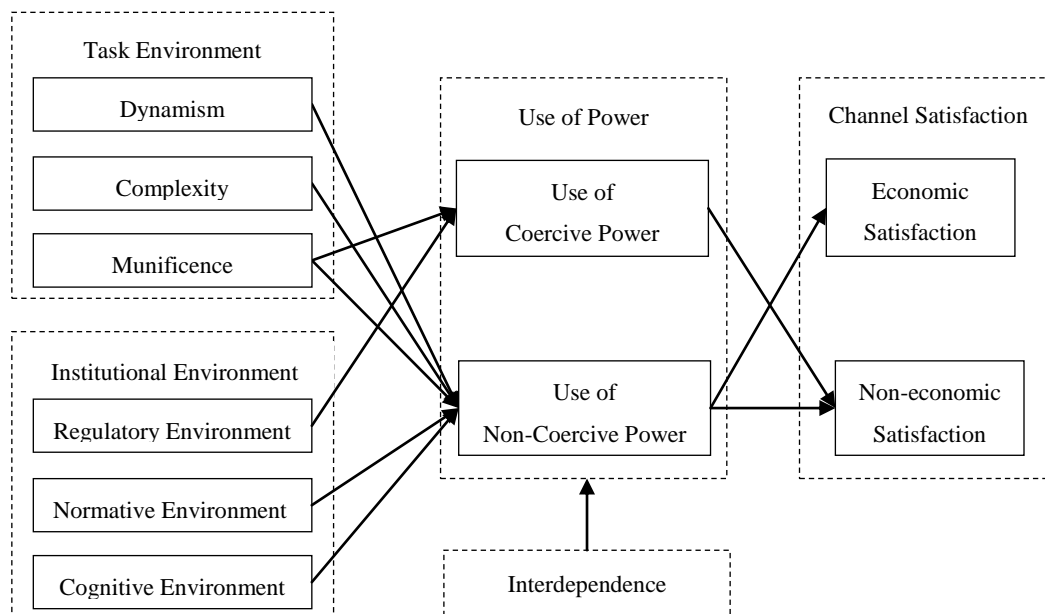 Task Environment
Dynamism
Complexity
Munificence
Institutional Environment
Regulatory Environment
Normative Environment
Cognitive Environment
Use of Power
Use of
Coercive Power
Use of
Non-Coercive Power
Interdependence
Channel Satisfaction
Economic
Satisfaction
Non-economic
Satisfaction